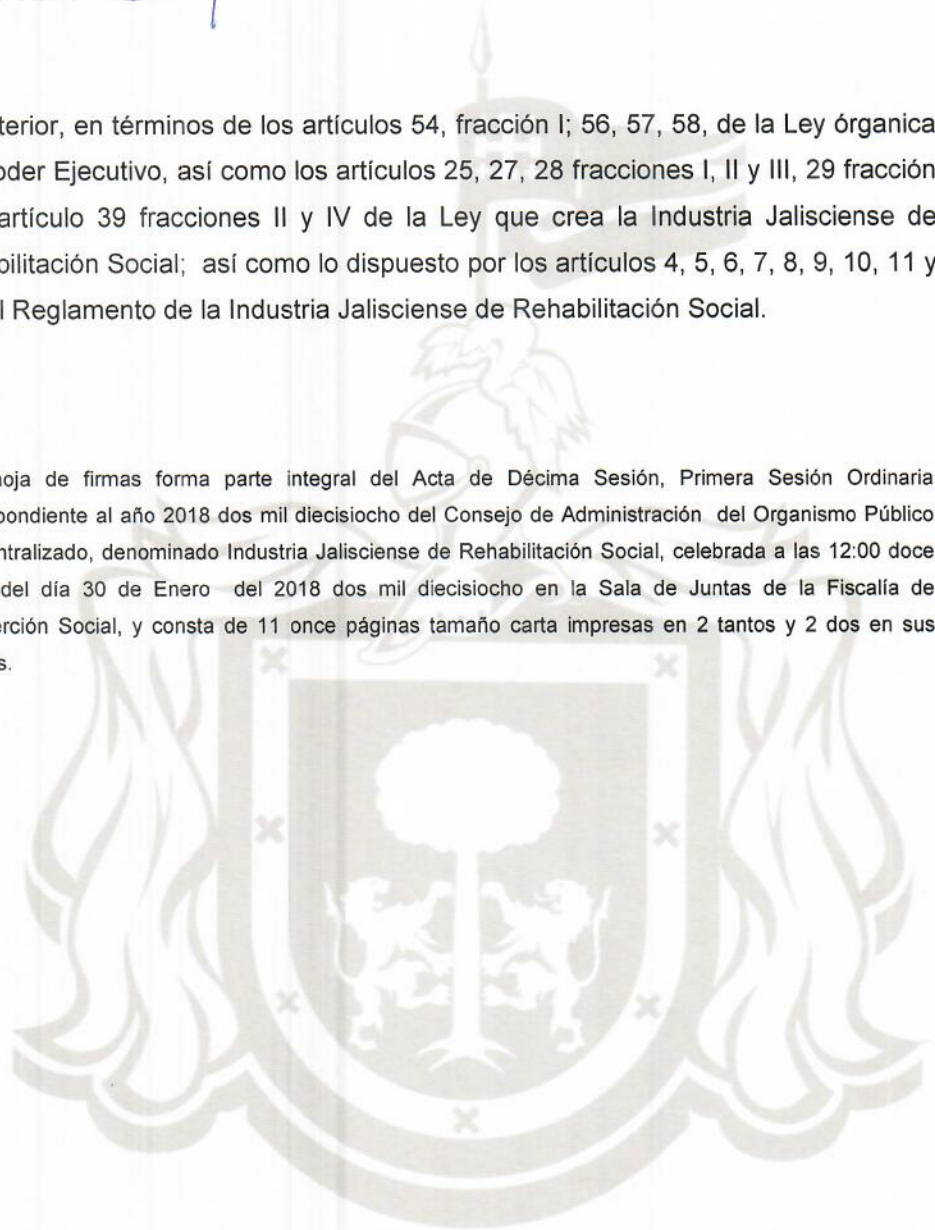 terior, en términos de los artículos 54, fracción I; 56, 57, 58, de la Ley órganica
oder Ejecutivo, así como los artículos 25, 27, 28 fracciones I, II y III, 29 fracción
artículo 39 fracciones II y IV de la Ley que crea la Industria Jalisciense de
bilitación Social; así como lo dispuesto por los artículos 4, 5, 6, 7, 8, 9, 10, 11 y
l Reglamento de la Industria Jalisciense de Rehabilitación Social.
hoja de firmas forma parte integral del Acta de Décima Sesión, Primera Sesión Ordinaria
pondiente al año 2018 dos mil diecisiocho del Consejo de Administración del Organismo Público
ntralizado, denominado Industria Jalisciense de Rehabilitación Social, celebrada a las 12:00 doce
del día 30 de Enero del 2018 dos mil diecisiocho en la Sala de Juntas de la Fiscalía de
erción Social, y consta de 11 once páginas tamaño carta impresas en 2 tantos y 2 dos en sus
s.